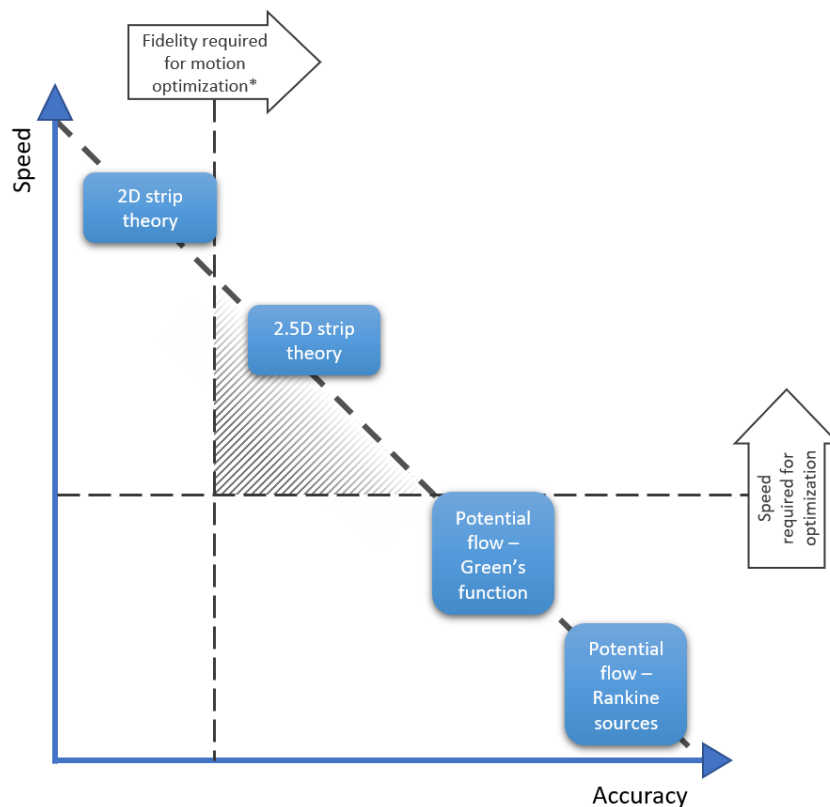 Fidelity required
for motion
optimization*
Speed
2D strip
theory
2.5D strip
theory
Speed
required for
optimization
Potential
flow –
Green's
function
Potential
flow –
Rankine
sources
Accuracy